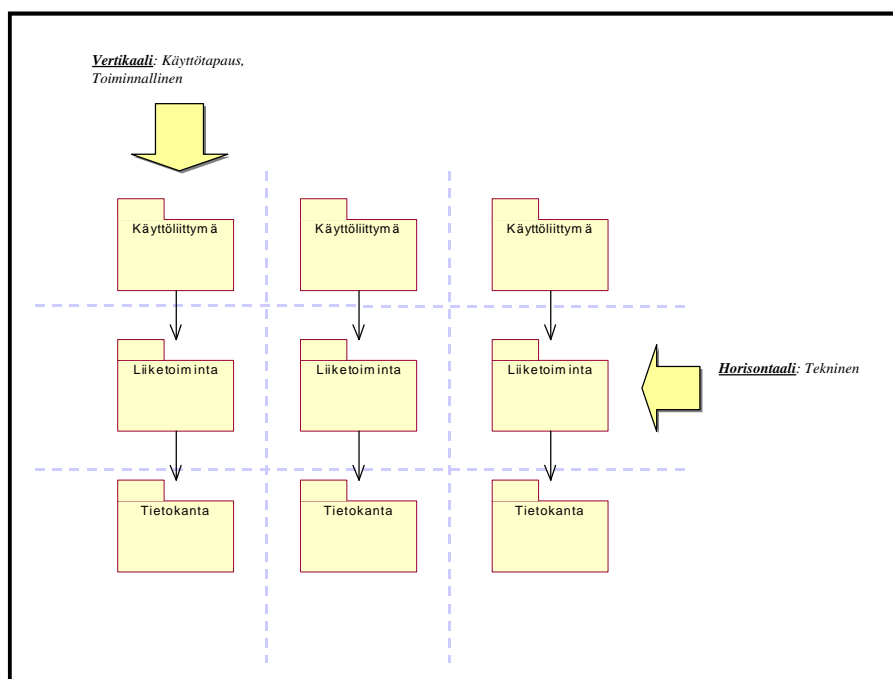 Vertikaali: Käyttötapaus,
Toiminnallinen
Käyttöliittymä
Käyttöliittymä
Käyttöliittymä
Liiketoiminta
Liiketoiminta
Liiketoiminta
Horisontaali: Tekninen
Tietokanta
Tietokanta
Tietokanta